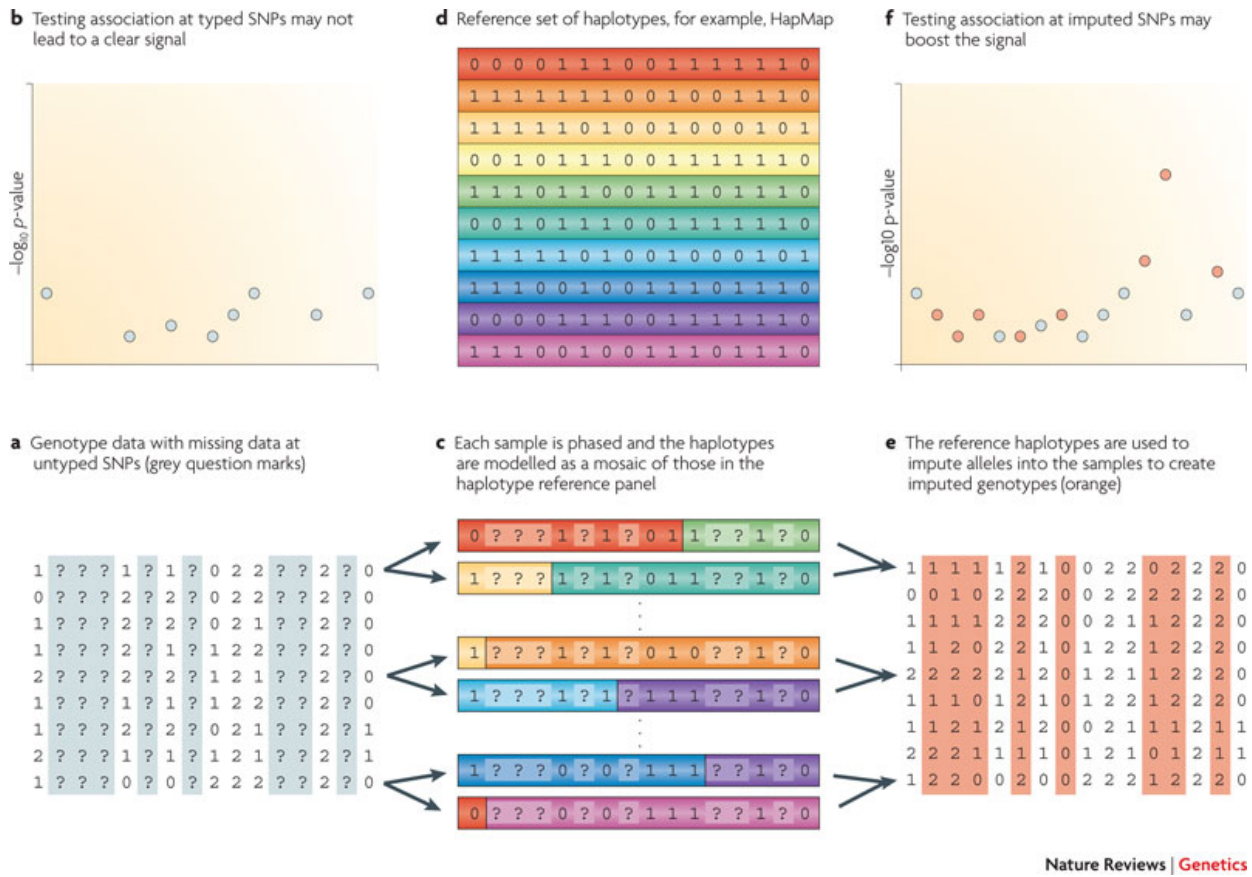 b Testing association at typed SNPs may not
lead to a clear signal
–log10 p-value
d Reference set of haplotypes, for example, HapMap
0 0 0 0 1 1 1 0 0 1 1 1 1 1 1 0
1 1 1 1 1 1 1 0 0 1 0 0 1 1 1 0
1 1 1 1 1 0 1 0 0 1 0 0 0 1 0 1
0 0 1 0 1 1 1 0 0 1 1 1 1 1 1 0
1 1 1 0 1 1 0 0 1 1 1 0 1 1 1 0
0 0 1 0 1 1 1 0 0 1 1 1 1 1 1 0
1 1 1 1 1 0 1 0 0 1 0 0 0 1 0 1
1 1 1 0 0 1 0 0 1 1 1 0 1 1 1 0
0 0 0 0 1 1 1 0 0 1 1 1 1 1 1 0
1 1 1 0 0 1 0 0 1 1 1 0 1 1 1 0
f Testing association at imputed SNPs may
boost the signal
–log10 p-value
a Genotype data with missing data at
untyped SNPs (grey question marks)
1 ? ? ? 1 ? 1 ? 0 2 2 ? ? 2 ? 0
0 ? ? ? 2 ? 2 ? 0 2 2 ? ? 2 ? 0
1 ? ? ? 2 ? 2 ? 0 2 1 ? ? 2 ? 0
1 ? ? ? 2 ? 1 ? 1 2 2 ? ? 2 ? 0
2 ? ? ? 2 ? 1 ? 1 2 1 ? ? 2 ? 0
1 ? ? ? 1 ? 1 ? 1 2 2 ? ? 2 ? 0
1 ? ? ? 2 ? 2 ? 0 2 1 ? ? 2 ? 1
2 ? ? ? 1 ? 1 ? 1 2 1 ? ? 2 ? 1
1 ? ? ? 0 ? 0 ? 2 2 2 ? ? 2 ? 0
c Each sample is phased and the haplotypes
are modelled as a mosaic of those in the
haplotype reference panel
0 ? ? ? 1 ? 1 ? 0 1 1 ? ? 1 ? 0
1 ? ? ? 1 ? 1 ? 0 1 1 ? ? 1 ? 0
1 ? ? ? 1 ? 1 ? 0 1 0 ? ? 1 ? 0
1 ? ? ? 1 ? 1 ? 1 1 1 ? ? 1 ? 0
1 ? ? ? 0 ? 0 ? 1 1 1 ? ? 1 ? 0
0 ? ? ? 0 ? 0 ? 1 1 1 ? ? 1 ? 0
e The reference haplotypes are used to
impute alleles into the samples to create
imputed genotypes (orange)
1 1 1 1 1 2 1 0 0 2 2 0 2 2 2 0
0 0 1 0 2 2 2 0 0 2 2 2 2 2 2 0
1 1 1 1 2 2 2 0 0 2 1 1 2 2 2 0
1 1 2 0 2 2 1 0 1 2 2 1 2 2 2 0
2 2 2 2 2 1 2 0 1 2 1 1 2 2 2 0
1 1 1 0 1 2 1 0 1 2 2 1 2 2 2 0
1 1 2 1 2 1 2 0 0 2 1 1 1 2 1 1
2 2 2 1 1 1 1 0 1 2 1 0 1 2 1 1
1 2 2 0 0 2 0 0 2 2 2 1 2 2 2 0
Nature Reviews | Genetics